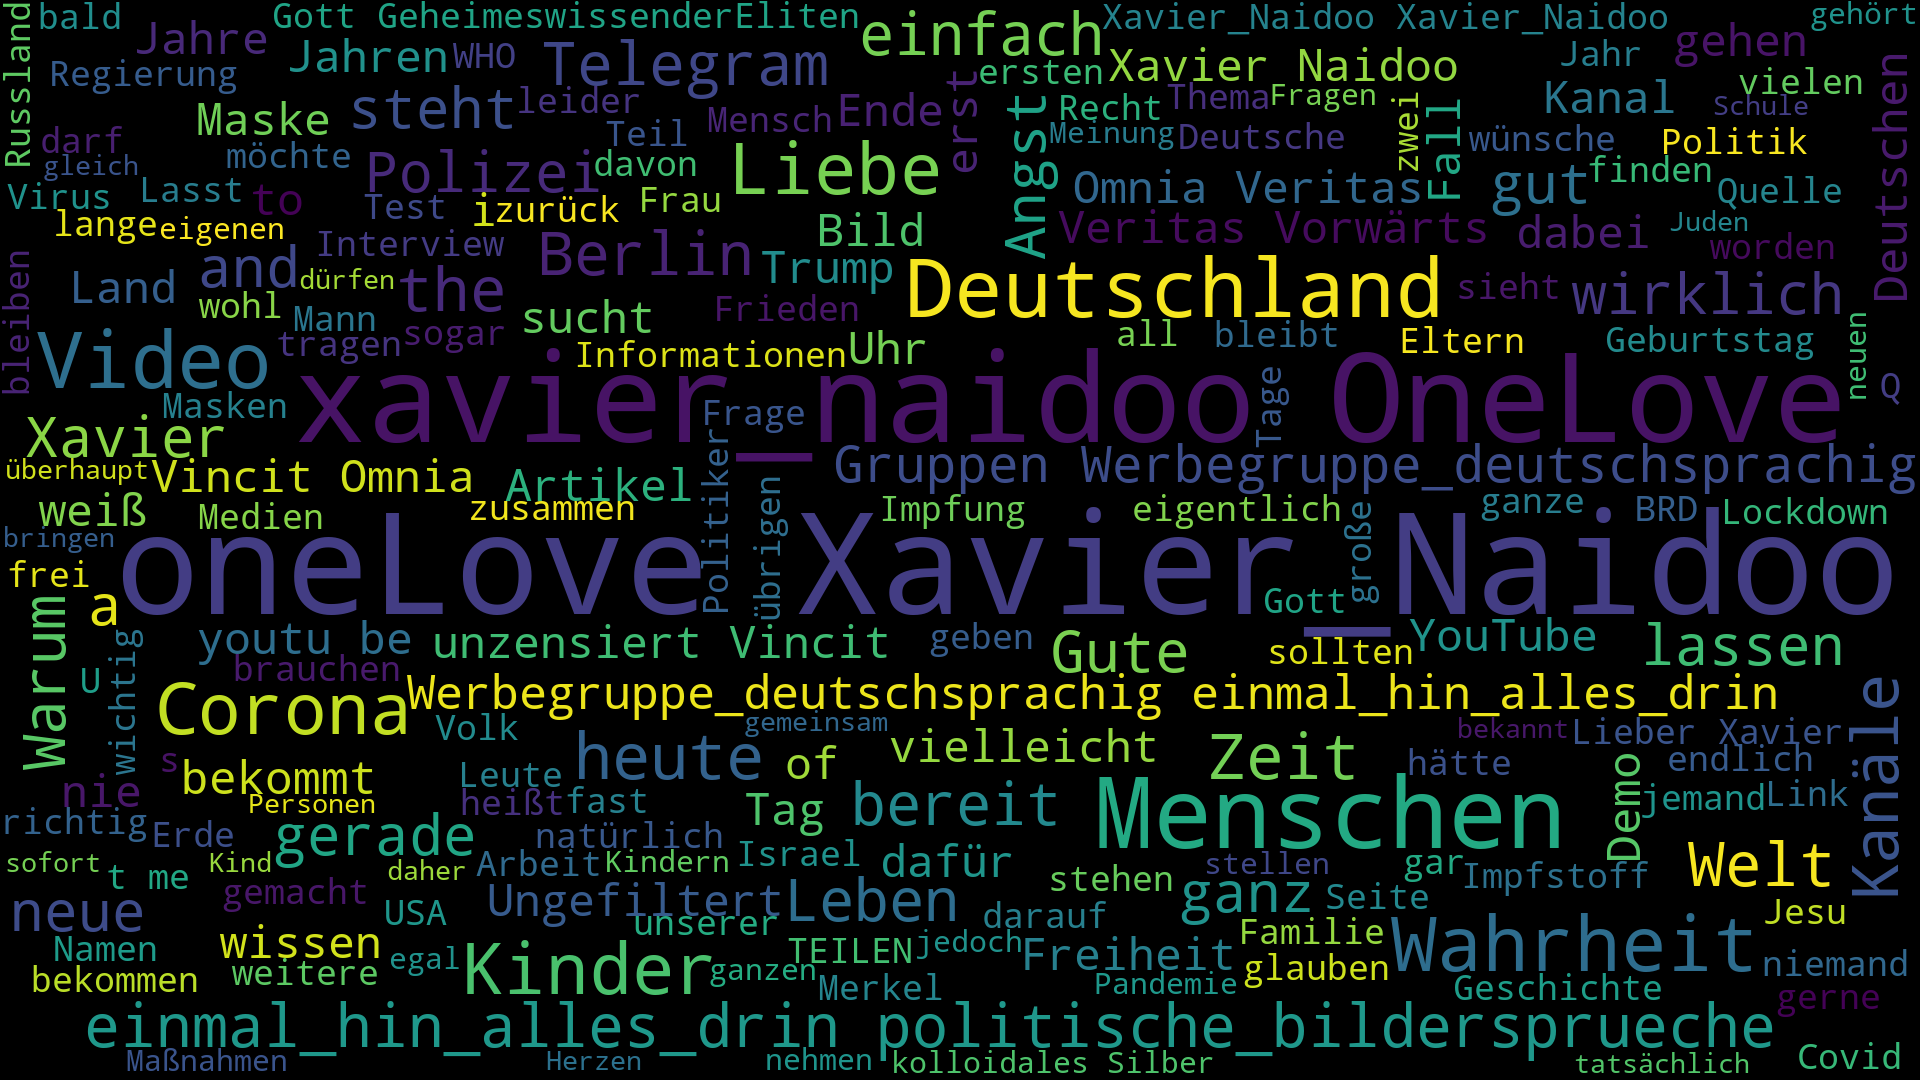 Russland
bald
Gott GeheimeswissenderEliten
einfach
Xavier_Naidoo Xavier_Naidoo
gehört
Jahre
Jahren
WHO
Telegram
ersten
Xavier Naidoo
Jahr
gehen
Regierung
vielen
Deutschen
Maske
steht
leider
Mensch
Ende
erst
Angst
Recht
Thema
Fragen
zwei
Fall
Kanal
Schule
darf
gleich
möchte
Teil
Meinung
Deutsche
wünsche
Politik
Polizei
davon
Liebe
Virus
Lasst
to
Test
i
zurück
Frau
Omnia Veritas
gut
finden
Quelle
lange
eigenen
Interview
Berlin
Bild
Veritas Vorwärts
dabei
Juden
worden
bleiben
Land
and
dürfen
the
Trump
Deutschland
sieht
wirklich
wohl
Mann
sogar
sucht
Frieden
all
bleibt
Eltern
Geburtstag
neuen
Video
tragen
Informationen
Uhr
xavier_naidoo OneLove
Tage
Q
Masken
Frage
Xavier
überhaupt
Vincit Omnia
Artikel
Politiker
übrigen
Gruppen Werbegruppe_deutschsprachig
weiß
Medien
zusammen
Impfung
eigentlich
große
ganze
BRD
Lockdown
bringen
oneLove Xavier_Naidoo
frei
a
Gott
Warum
wichtig
youtu be
unzensiert Vincit
geben
Gute
sollten
YouTube
lassen
U
brauchen
Corona
Werbegruppe_deutschsprachig einmal_hin_alles_drin
Kanäle
Volk
gemeinsam
bekannt
Lieber Xavier
s
heute
of
vielleicht
Zeit
hätte
Demo
endlich
nie
bekommt
Leute
Personen
heißt
fast
Tag
bereit
Menschen
jemand
Link
richtig
Erde
gerade
natürlich
sofort
t me
Kind
daher
Arbeit
Kindern
Israel
dafür
stellen
gar
Impfstoff
Welt
gemacht
stehen
ganz
Seite
neue
USA
Ungefiltert
Leben
darauf
Jesu
unserer
Namen
wissen
egal
Kinder
TEILEN
jedoch
Freiheit
Familie
Wahrheit
bekommen
weitere
ganzen
glauben
niemand
Merkel
Pandemie
Geschichte
gerne
einmal_hin_alles_drin politische_bildersprueche
Maßnahmen
Herzen
nehmen
kolloidales Silber
tatsächlich
Covid